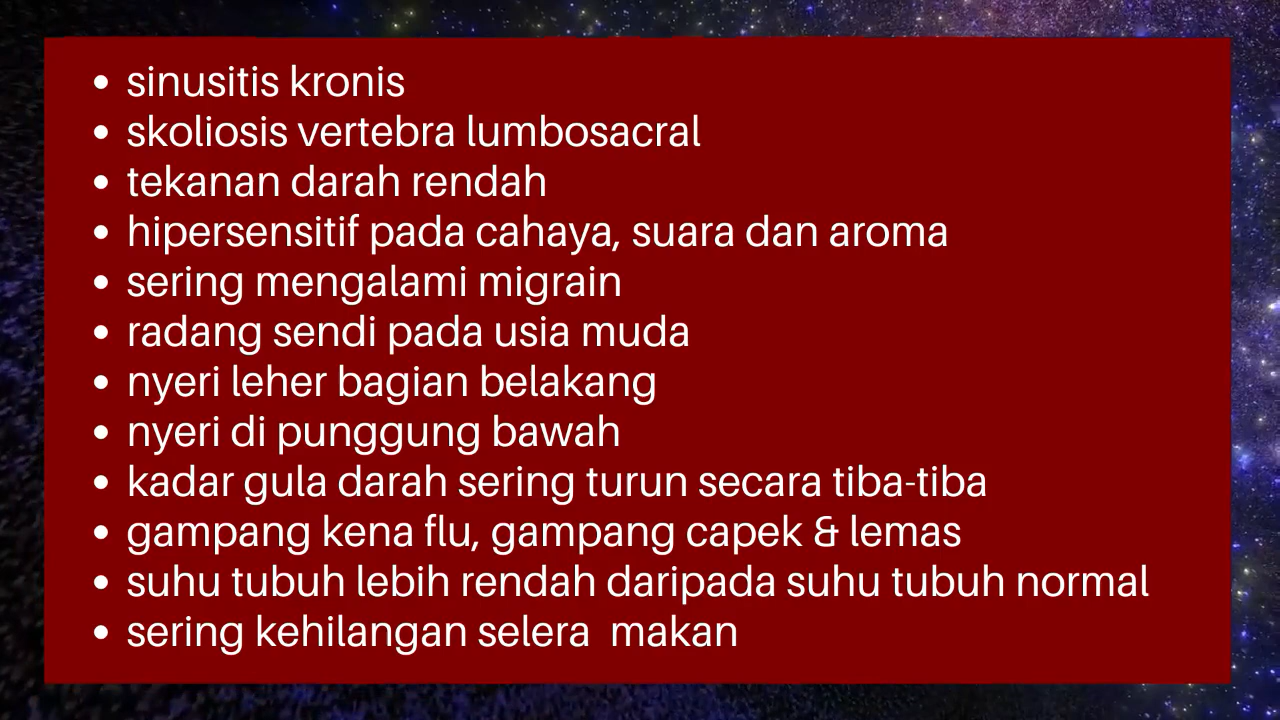 • sinusitis kronis
• skoliosis vertebra lumbosacral
• tekanan darah rendah
• hipersensitif pada cahaya, suara dan aroma
• sering mengalami migrain
• radang sendi pada usia muda
• nyeri leher bagian belakang
• nyeri di punggung bawah
• kadar gula darah sering turun secara tiba-tiba
• gampang kena flu, gampang capek & lemas
• suhu tubuh lebih rendah daripada suhu tubuh normal
• sering kehilangan selera  makan